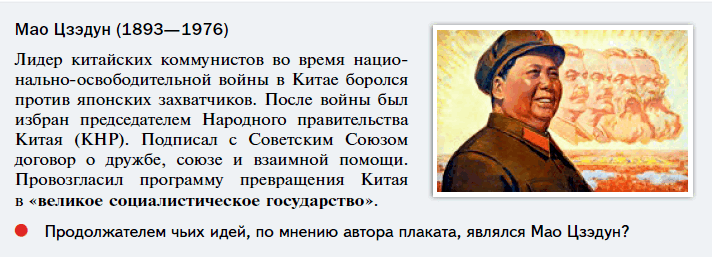 Мао Цзэдун (1893—1976)
Лидер китайских коммунистов во время нацио-
нально-освободительной войны в Китае боролся
против японских захватчиков. После войны был
избран председателем Народного правительства
Китая (КНР). Подписал с Советским Союзом
договор о дружбе, союзе и взаимной помощи.
Провозгласил программу превращения Китая
в «великое социалистическое государство».
Продолжателем чьих идей, по мнению автора плаката, являлся Мао Цзэдун?